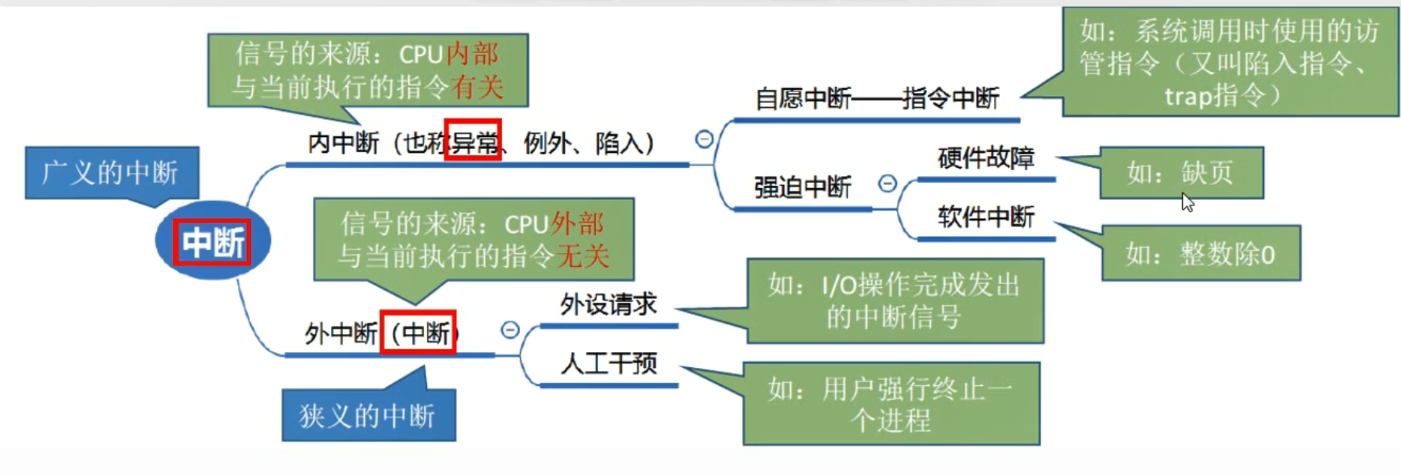 信号的来源：CPU内部
与当前执行的指令有关
如：系统调用时使用的访
管指令（又叫陷入指令、
trap指令）
自愿中断——指令中断
内中断（也称异常、例外、陷入）
广义的中断
硬件故障
如：缺页
强迫中断
信号的来源：CPU外部
与当前执行的指令无关
软件中断
中断
如：整数除0
如：I/O操作完成发出
的中断信号
外设请求
外中断（中断）
人工干预
如：用户强行终止一
个进程
狭义的中断